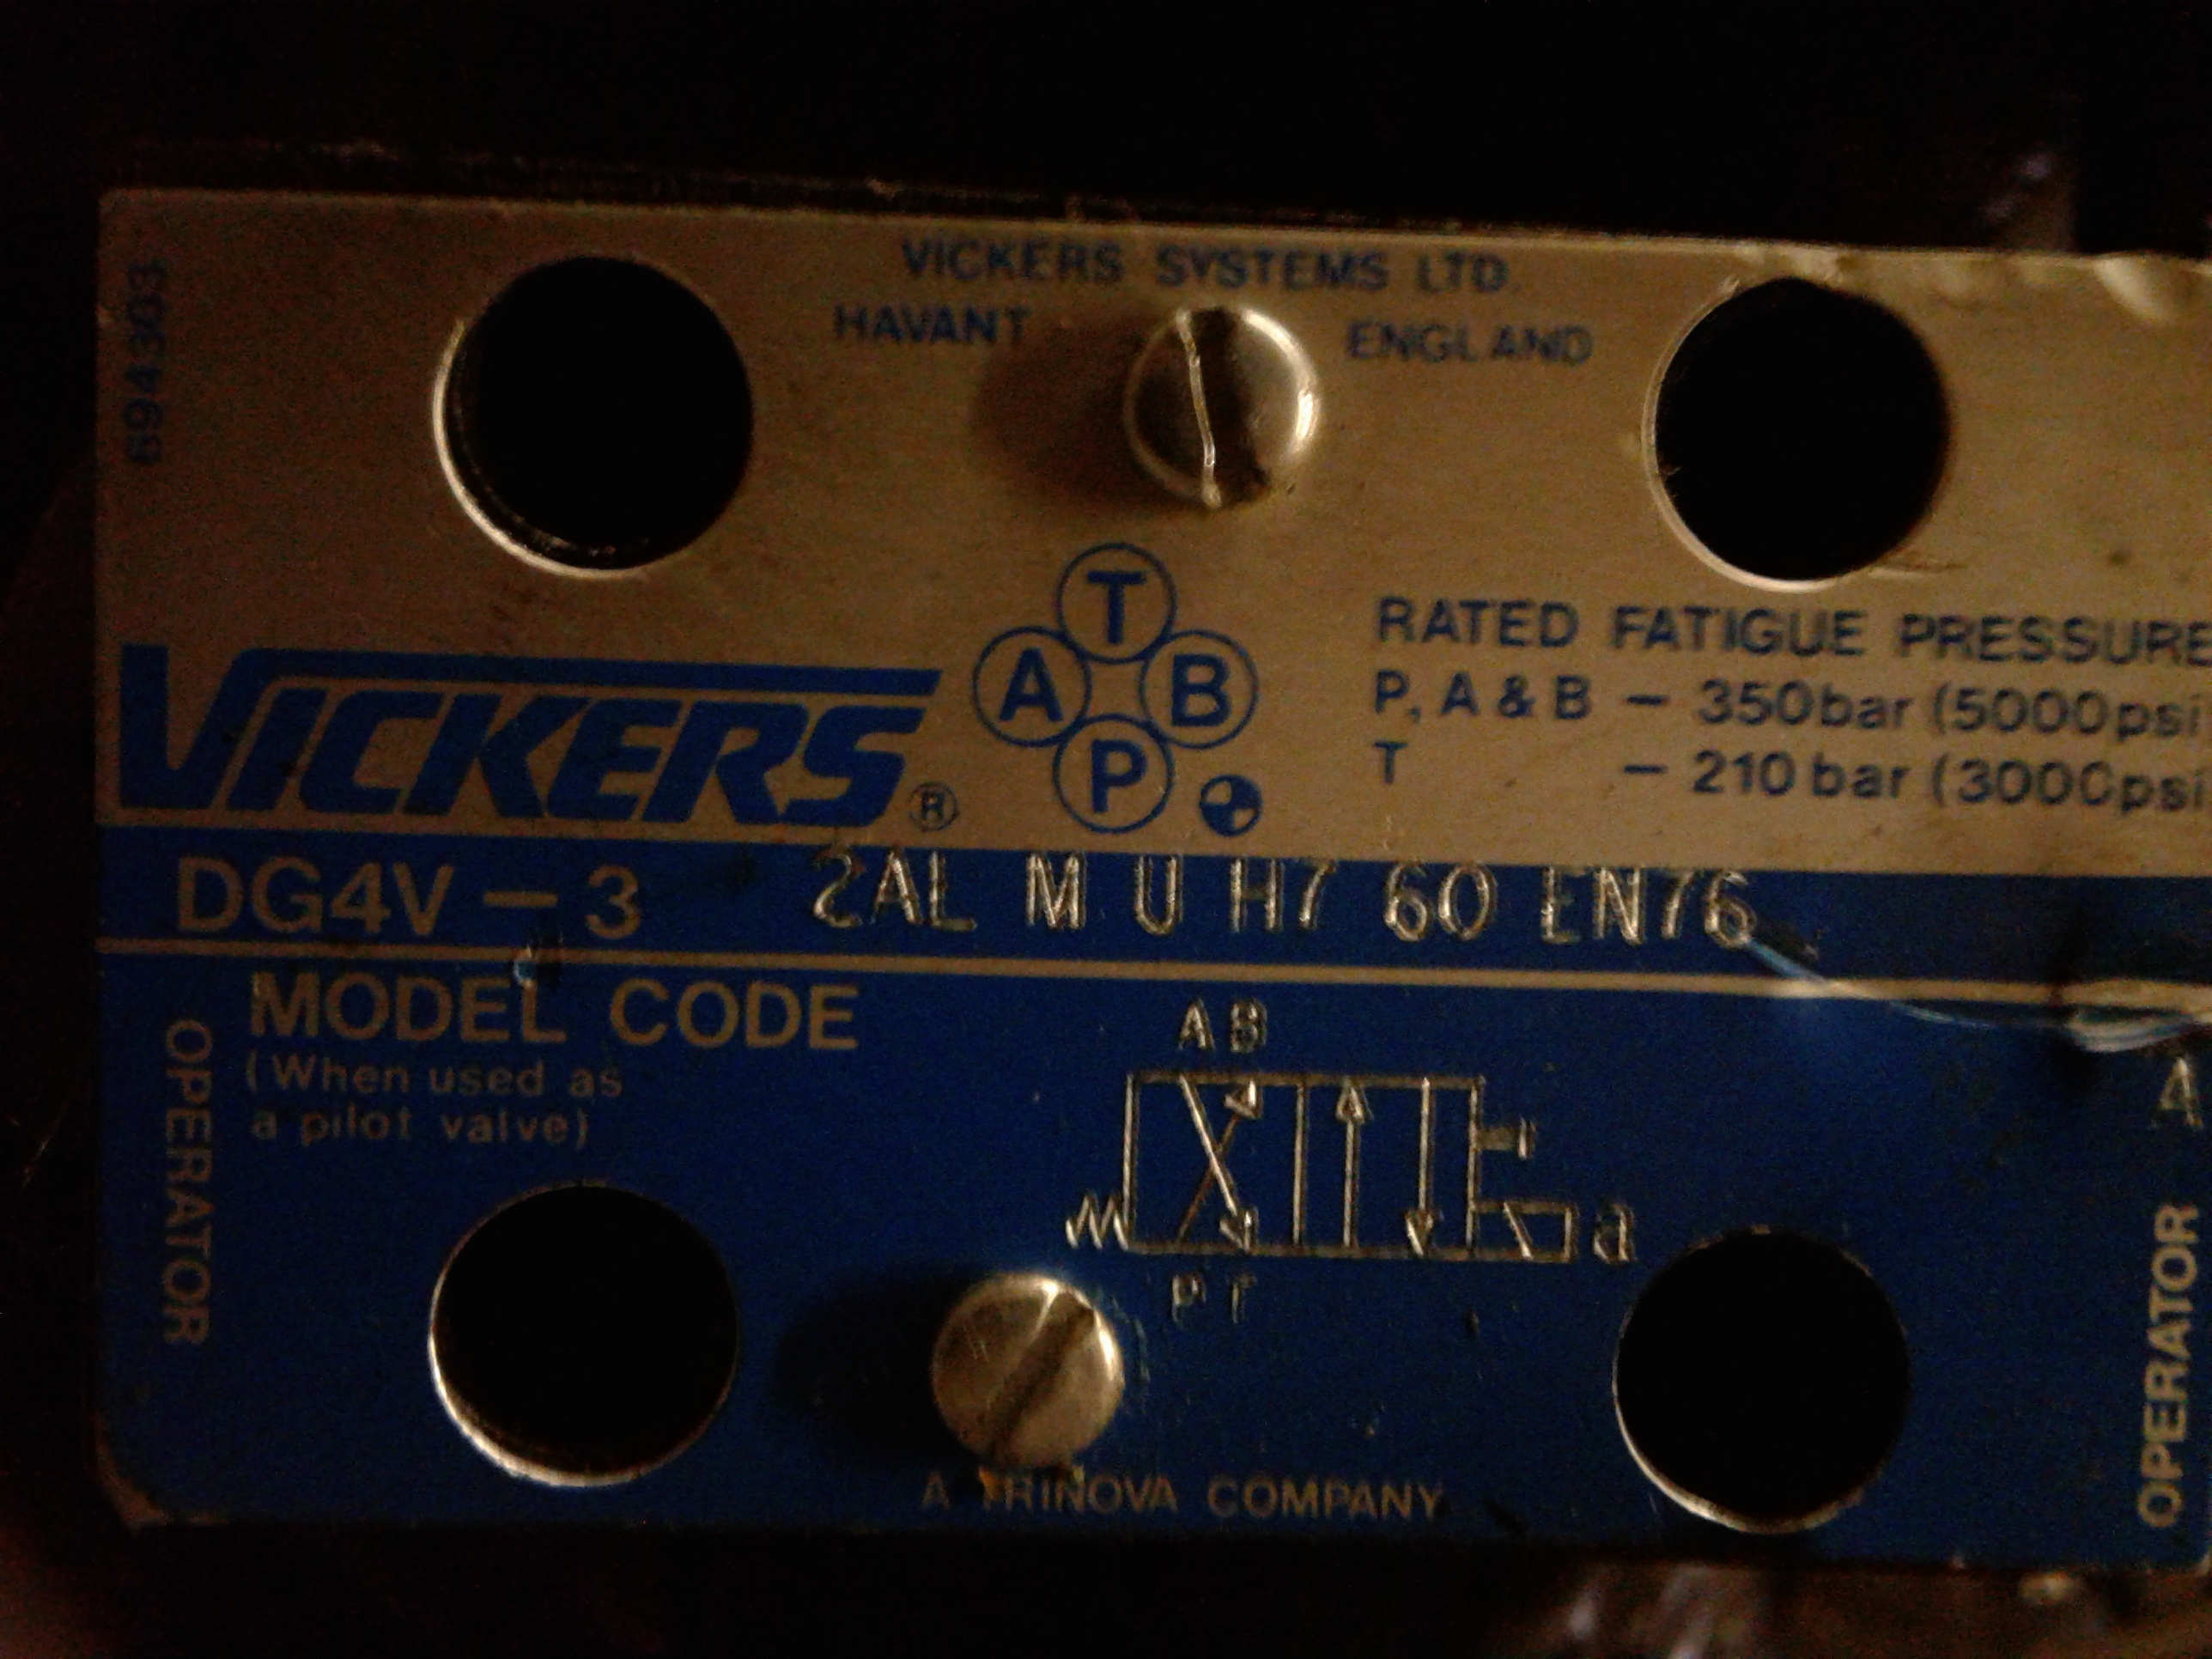 694303
VICKERS SYSTEMS LTD.
HAVANT ENGLAND
T
A B
P
VICKERS ®
RATED FATIGUE PRESSURE
P, A & B – 350bar (5000psi)
T – 210 bar (3000psi
DG4V – 3 2AL M U H7 60 EN76
MODEL CODE
(When used as
a pilot valve)
OPERATOR
A B
a
P T
A
OPERATOR
A TRINOVA COMPANY